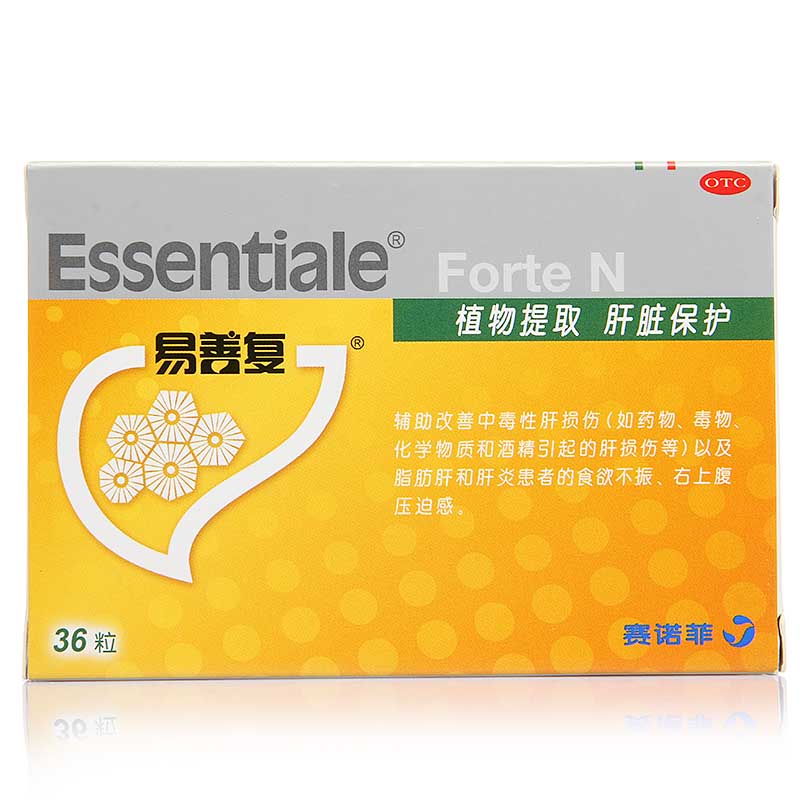 OTC
Essentiale®
Forte N
植物提取 肝脏保护
易善复®
辅助改善中毒性肝损伤（如药物、毒物、
化学物质和酒精引起的肝损伤等）以及
脂肪肝和肝炎患者的食欲不振、右上腹
压迫感。
36粒
赛诺菲